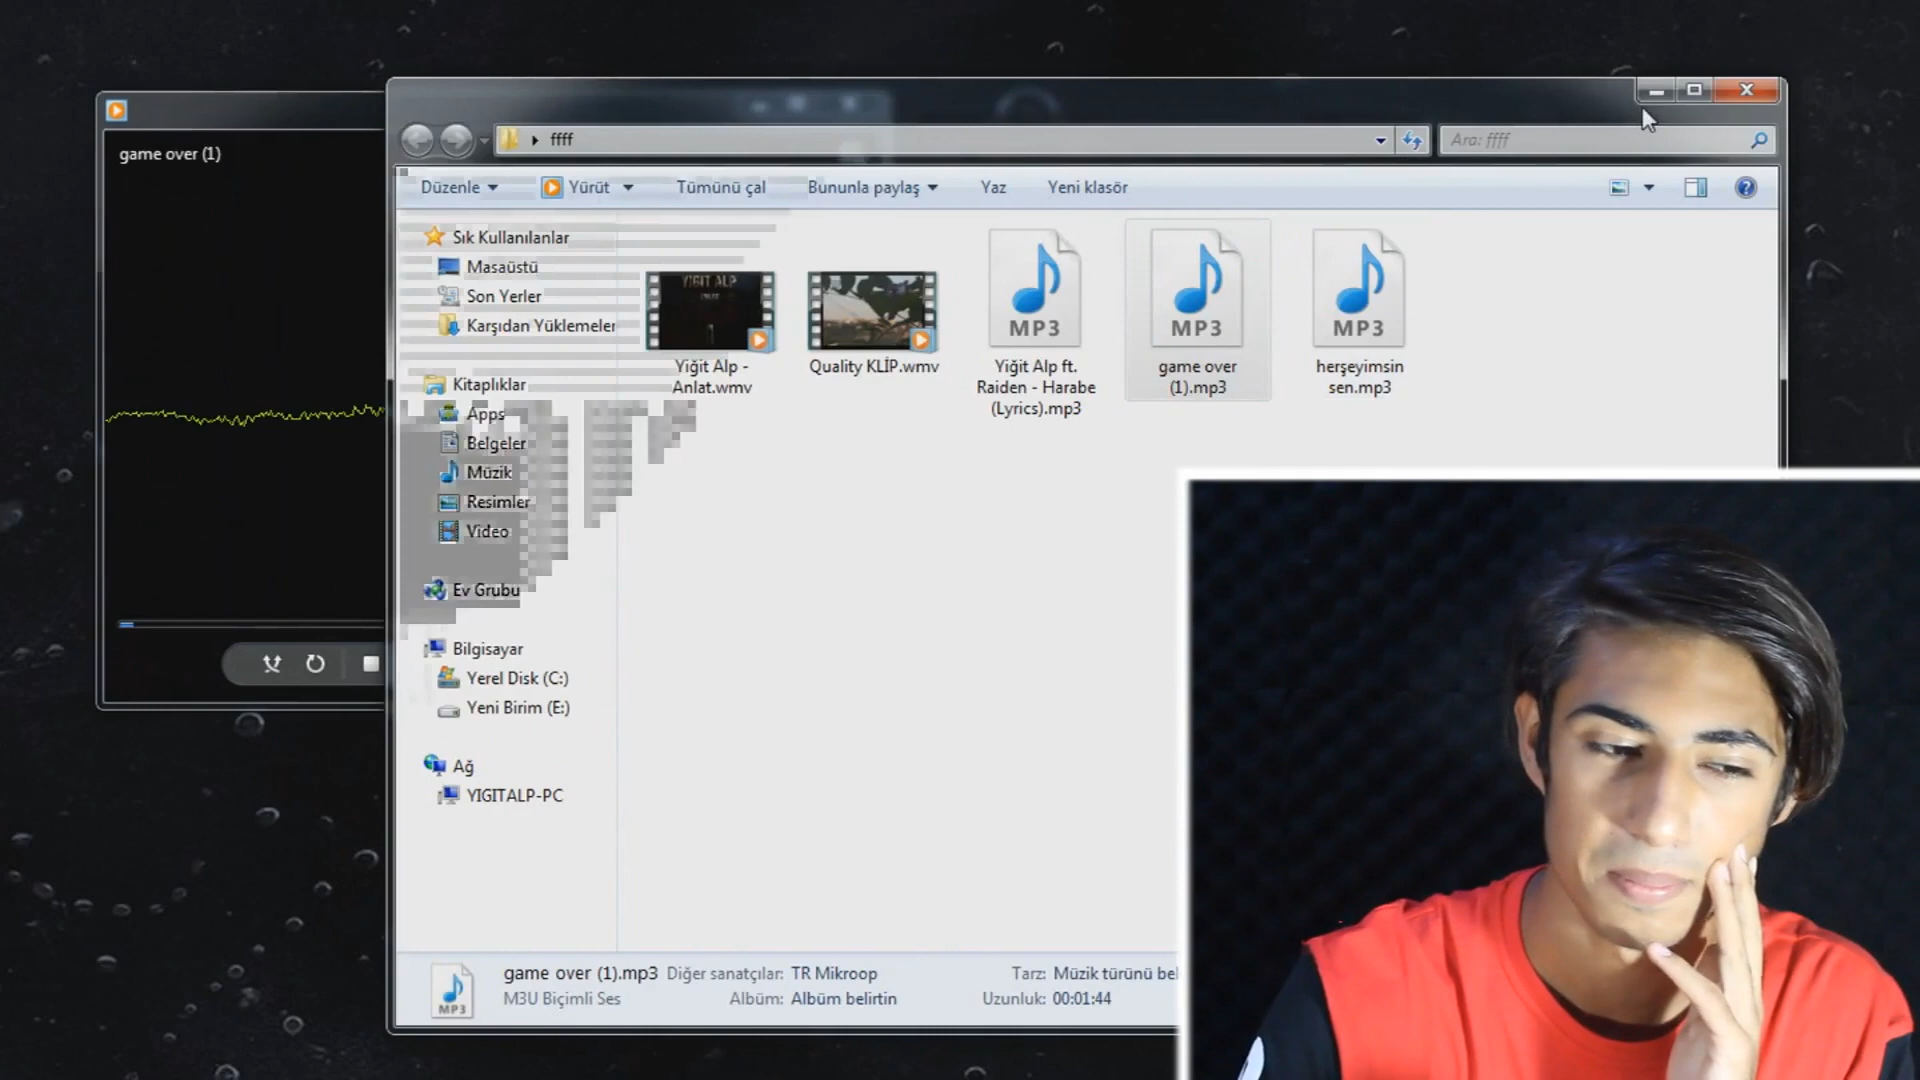 game over (1)
ffff
Ara: ffff
Düzenle
Yürüt
Tümünü çal
Bununla paylaş
Yaz
Yeni klasör
Sık Kullanılanlar
Masaüstü
Son Yerler
Karşıdan Yüklemeler
Kitaplıklar
Apps
Belgeler
Müzik
Resimler
Video
Ev Grubu
Bilgisayar
Yerel Disk (C:)
Yeni Birim (E:)
Ağ
YIGITALP-PC
YIGIT ALP
Yiğit Alp -
Anlat.wmv
Quality KLİP.wmv
MP3
Yiğit Alp ft.
Raiden - Harabe
(Lyrics).mp3
MP3
game over
(1).mp3
MP3
herşeyimsin
sen.mp3
MP3
game over (1).mp3 Diğer sanatçılar: TR Mikroop Tarz: Müzik türünü bel
M3U Biçimli Ses Albüm: Albüm belirtin Uzunluk: 00:01:44